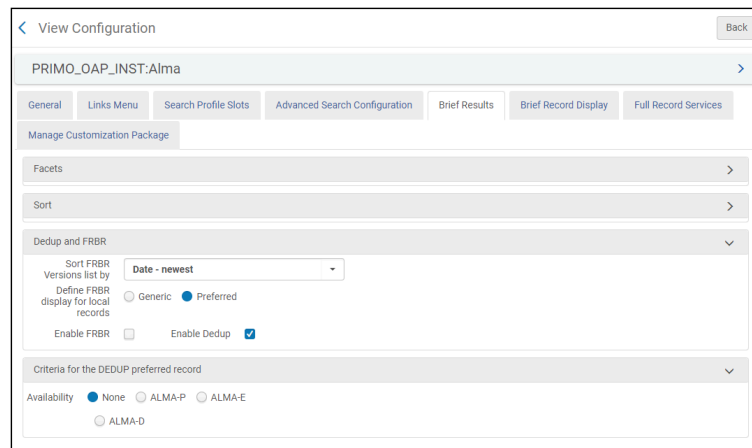 View Configuration
Back
PRIMO_OAP_INST:Alma
General Links Menu Search Profile Slots Advanced Search Configuration Brief Results Brief Record Display Full Record Services
Manage Customization Package
Facets
Sort
Dedup and FRBR
Sort FRBR
Versions list by
Date - newest
Define FRBR
display for local
records
Generic Preferred
Enable FRBR Enable Dedup
Criteria for the DEDUP preferred record
Availability None ALMA-P ALMA-E
ALMA-D